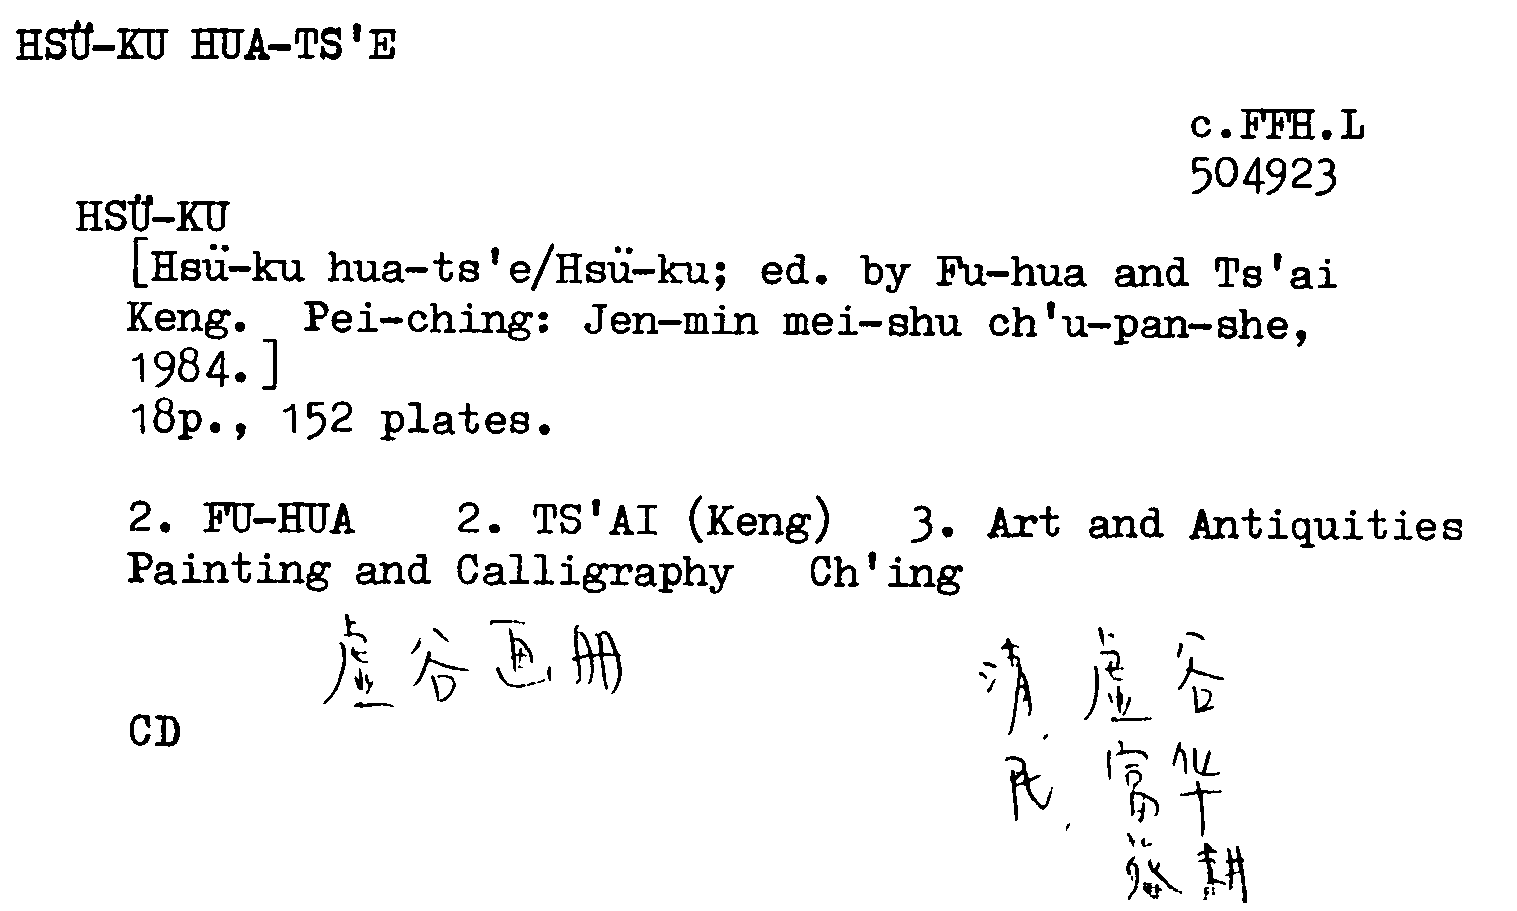 HSÜ-KU HUA-TS'E
c.FFH.L
504923
HSÜ-KU
[Hsü-ku hua-ts'e/Hsü-ku; ed. by Fu-hua and Ts'ai
Keng. Pei-ching: Jen-min mei-shu ch'u-pan-she,
1984.]
18p., 152 plates.
2. FU-HUA 2. TS'AI (Keng) 3. Art and Antiquities
Painting and Calligraphy Ch'ing
虚谷画册
清. 虚谷
民. 富华
蔡耕
CD